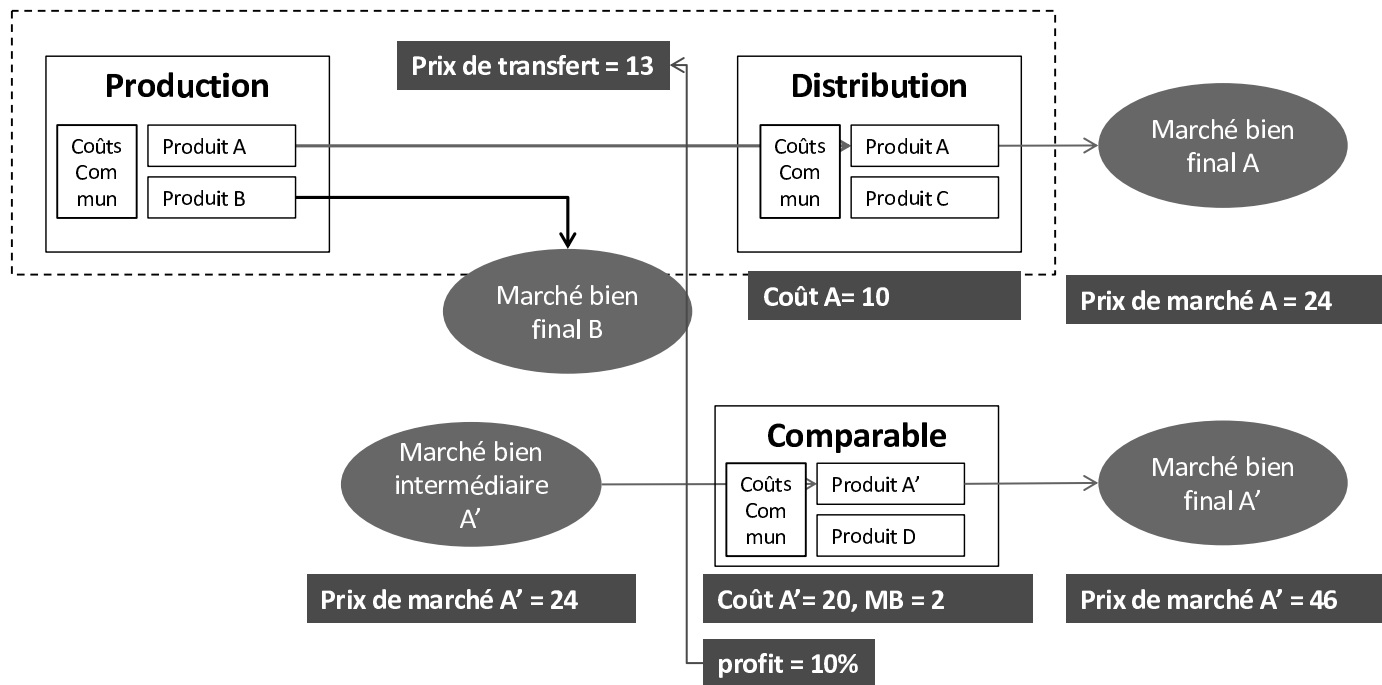 Prix de transfert = 13
Production
Coûts
Com
mun
Produit A
Produit B
Distribution
Coûts
Com
mun
Produit A
Produit C
Marché bien
final A
Marché bien
final B
Coût A= 10
Prix de marché A = 24
Marché bien
intermédiaire
A’
Comparable
Coûts
Com
mun
Produit A’
Produit D
Marché bien
final A’
Prix de marché A’ = 24
Coût A’= 20, MB = 2
Prix de marché A’ = 46
profit = 10%